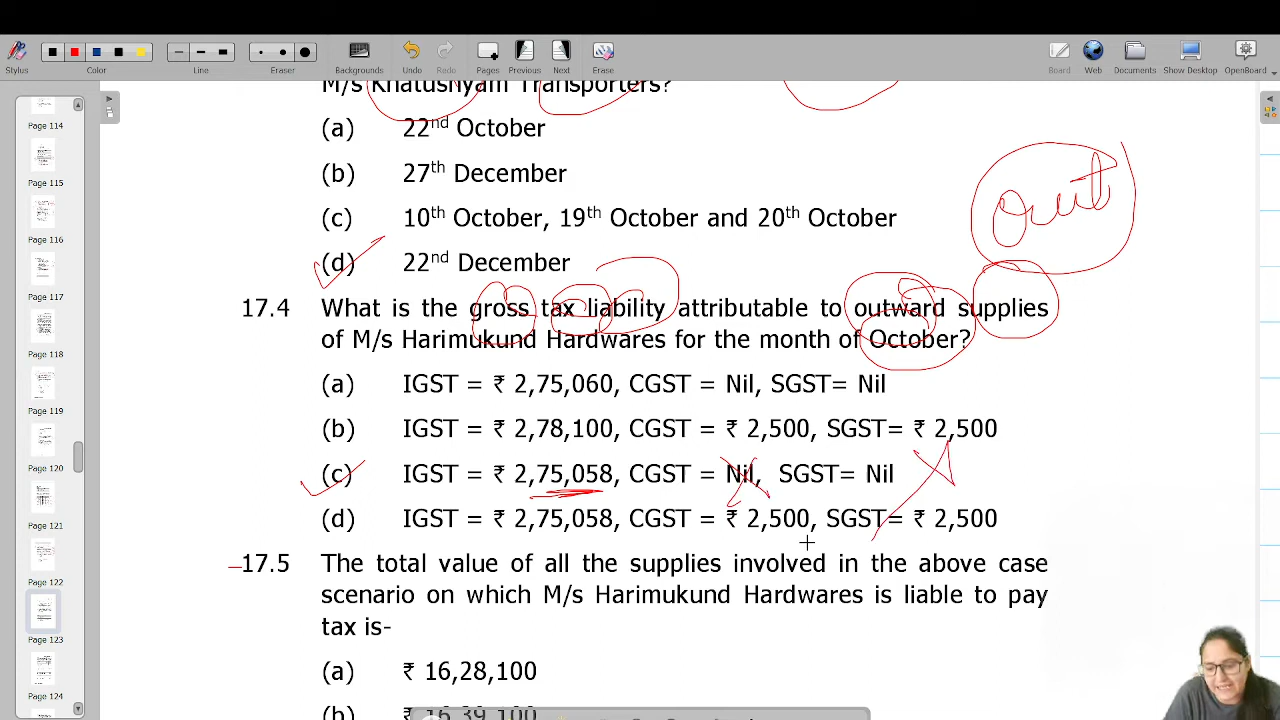 Stylus
Color
Line
Eraser
Backgrounds
Undo
Redo
Pages
Previous
Next
Erase
Board
Web
Documents
Show Desktop
OpenBoard
Page 114
Page 115
Page 116
Page 117
Page 118
Page 119
Page 120
Page 121
Page 122
Page 123
Page 124
M/s Khatushyam Transporters?
(a) 22nd October
(b) 27th December
(c) 10th October, 19th October and 20th October
(d) 22nd December
out
17.4 What is the gross tax liability attributable to outward supplies
of M/s Harimukund Hardwares for the month of October?
(a) IGST = ₹ 2,75,060, CGST = Nil, SGST= Nil
(b) IGST = ₹ 2,78,100, CGST = ₹ 2,500, SGST= ₹ 2,500
(c) IGST = ₹ 2,75,058, CGST = Nil, SGST= Nil
(d) IGST = ₹ 2,75,058, CGST = ₹ 2,500, SGST= ₹ 2,500
17.5 The total value of all the supplies involved in the above case
scenario on which M/s Harimukund Hardwares is liable to pay
tax is-
(a) ₹ 16,28,100
(b) ₹ 16,39,100